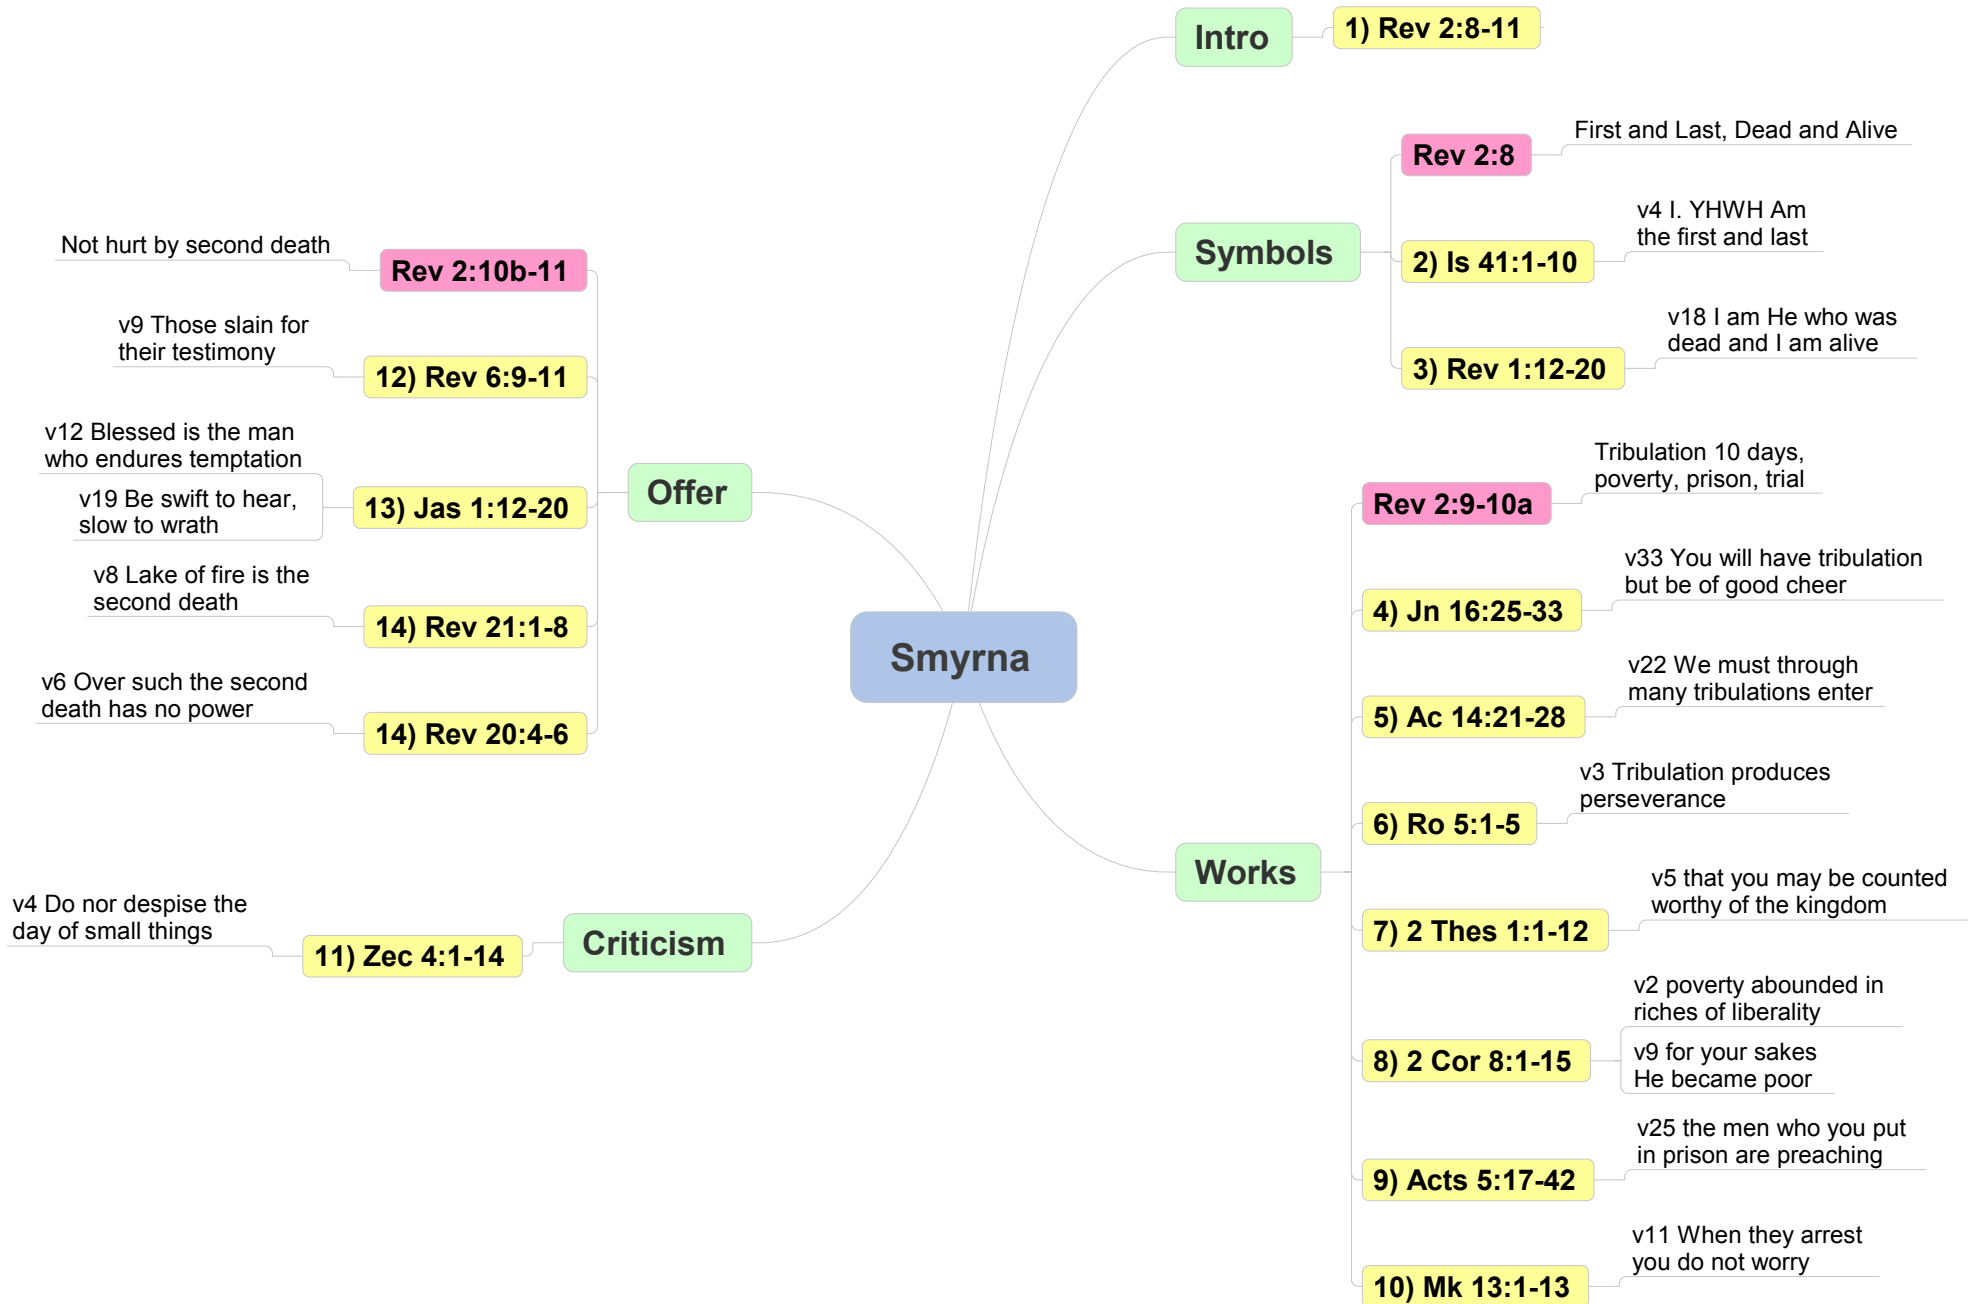 Smyrna
Intro
1) Rev 2:8-11
Symbols
Rev 2:8
First and Last, Dead and Alive
2) Is 41:1-10
v4 I. YHWH Am
the first and last
3) Rev 1:12-20
v18 I am He who was
dead and I am alive
Works
Rev 2:9-10a
Tribulation 10 days,
poverty, prison, trial
4) Jn 16:25-33
v33 You will have tribulation
but be of good cheer
5) Ac 14:21-28
v22 We must through
many tribulations enter
6) Ro 5:1-5
v3 Tribulation produces
perseverance
7) 2 Thes 1:1-12
v5 that you may be counted
worthy of the kingdom
8) 2 Cor 8:1-15
v2 poverty abounded in
riches of liberality
v9 for your sakes
He became poor
9) Acts 5:17-42
v25 the men who you put
in prison are preaching
10) Mk 13:1-13
v11 When they arrest
you do not worry
Criticism
11) Zec 4:1-14
v4 Do nor despise the
day of small things
Offer
Rev 2:10b-11
Not hurt by second death
12) Rev 6:9-11
v9 Those slain for
their testimony
13) Jas 1:12-20
v12 Blessed is the man
who endures temptation
v19 Be swift to hear,
slow to wrath
14) Rev 21:1-8
v8 Lake of fire is the
second death
14) Rev 20:4-6
v6 Over such the second
death has no power